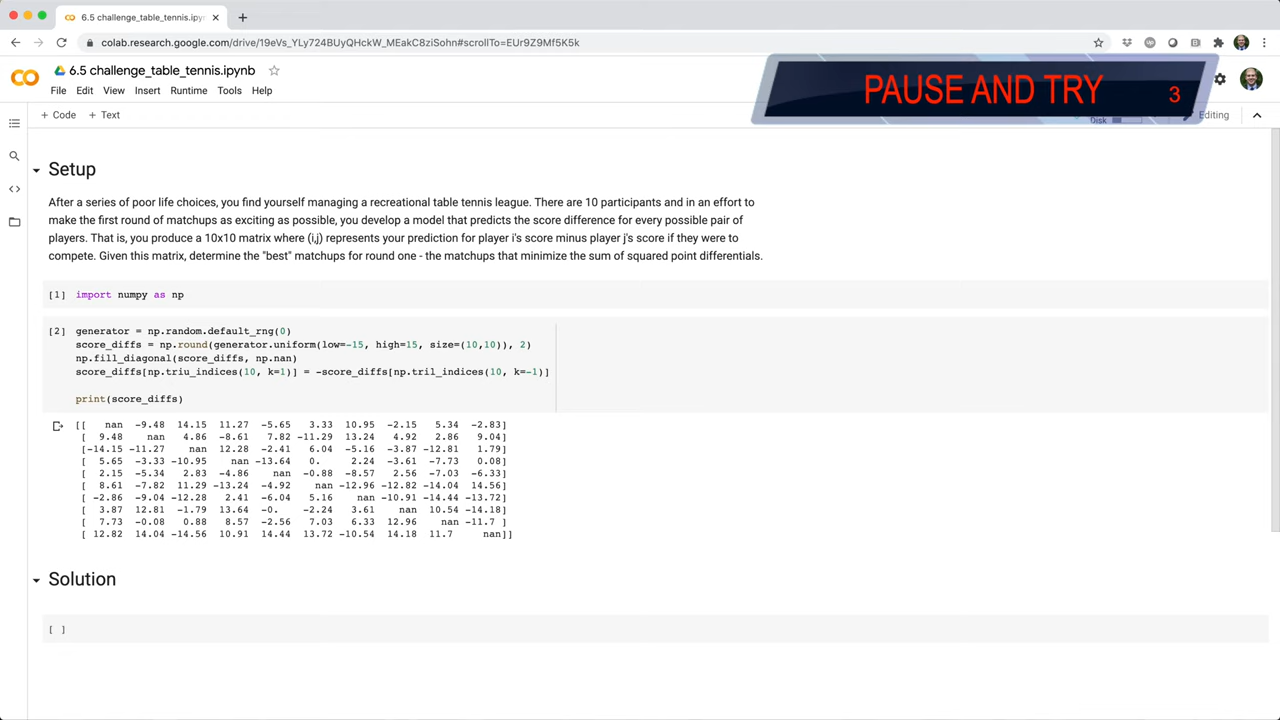 6.5 challenge_table_tennis.ipyn
colab.research.google.com/drive/19eVs_YLy724BUyQHckW_MEakC8ziSohn#scrollTo=EUr9Z9Mf5K5k
6.5 challenge_table_tennis.ipynb
PAUSE AND TRY 3
File Edit View Insert Runtime Tools Help
+ Code + Text
Disk
Editing
Setup
After a series of poor life choices, you find yourself managing a recreational table tennis league. There are 10 participants and in an effort to
make the first round of matchups as exciting as possible, you develop a model that predicts the score difference for every possible pair of
players. That is, you produce a 10x10 matrix where (i,j) represents your prediction for player i's score minus player j's score if they were to
compete. Given this matrix, determine the "best" matchups for round one - the matchups that minimize the sum of squared point differentials.
[1] import numpy as np
[2] generator = np.random.default_rng(0)
score_diffs = np.round(generator.uniform(low=-15, high=15, size=(10,10)), 2)
np.fill_diagonal(score_diffs, np.nan)
score_diffs[np.triu_indices(10, k=1)] = -score_diffs[np.tril_indices(10, k=-1)]
print(score_diffs)
[[ nan -9.48 14.15 11.27 -5.65 3.33 10.95 -2.15 5.34 -2.83]
[ 9.48 nan 4.86 -8.61 7.82 -11.29 13.24 4.92 2.86 9.04]
[-14.15 -11.27 nan 12.28 -2.41 6.04 -5.16 -3.87 -12.81 1.79]
[ 5.65 -3.33 -10.95 nan -13.64 0. 2.24 -3.61 -7.73 0.08]
[ 2.15 -5.34 2.83 -4.86 nan -0.88 -8.57 2.56 -7.03 -6.33]
[ 8.61 -7.82 11.29 -13.24 -4.92 nan -12.96 -12.82 -14.04 14.56]
[ -2.86 -9.04 -12.28 2.41 -6.04 5.16 nan -10.91 -14.44 -13.72]
[ 3.87 12.81 -1.79 13.64 -0. -2.24 3.61 nan 10.54 -14.18]
[ 7.73 -0.08 0.88 8.57 -2.56 7.03 6.33 12.96 nan -11.7 ]
[ 12.82 14.04 -14.56 10.91 14.44 13.72 -10.54 14.18 11.7 nan]]
Solution
[ ]